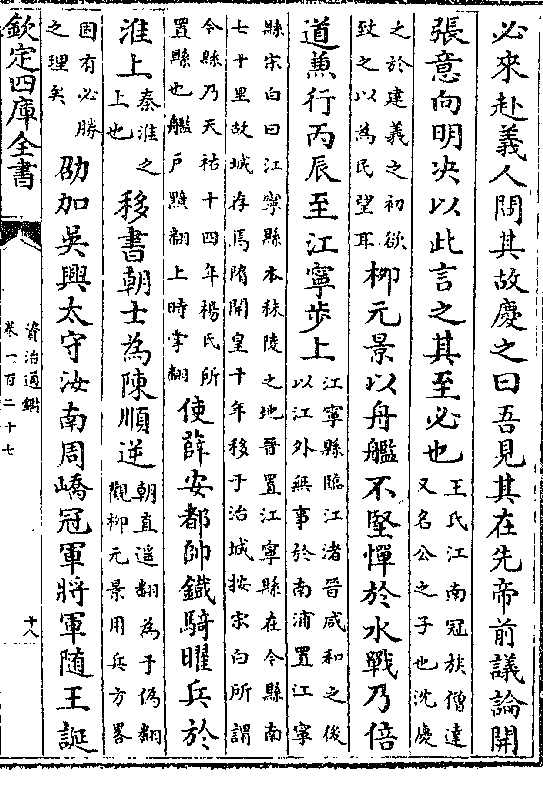 必來赴義人問其故慶之曰吾見其在先帝前議論開
張意向明决以此言之其至必也王氏江南冠族僧達
又名公之子也沈慶
之於建義之初欲
致之以為民望耳柳元景以舟艦不堅憚於水戰乃倍
道兼行丙辰至江寧步上江寧縣臨江渚晉咸和之後
以江外無事於南浦置江寧
縣宋白曰江寧縣本秣陵之地晉置江寧縣在今縣南
七十里故城存焉隋開皇十年移于冶城按宋白所謂
今縣乃天祐十四年楊氏所
置縣也艦戸黯翻上時掌翻使薛安都帥鐵騎曜兵於
淮上秦淮之
上也移書朝士為陳順逆朝直遥翻為于偽翻
觀柳元景用兵方畧
固有必勝
之理矣劭加吳興太守汝南周嶠冠軍將軍随王誕
欽定四庫全書
資治通鑑
卷一百二十七
十八